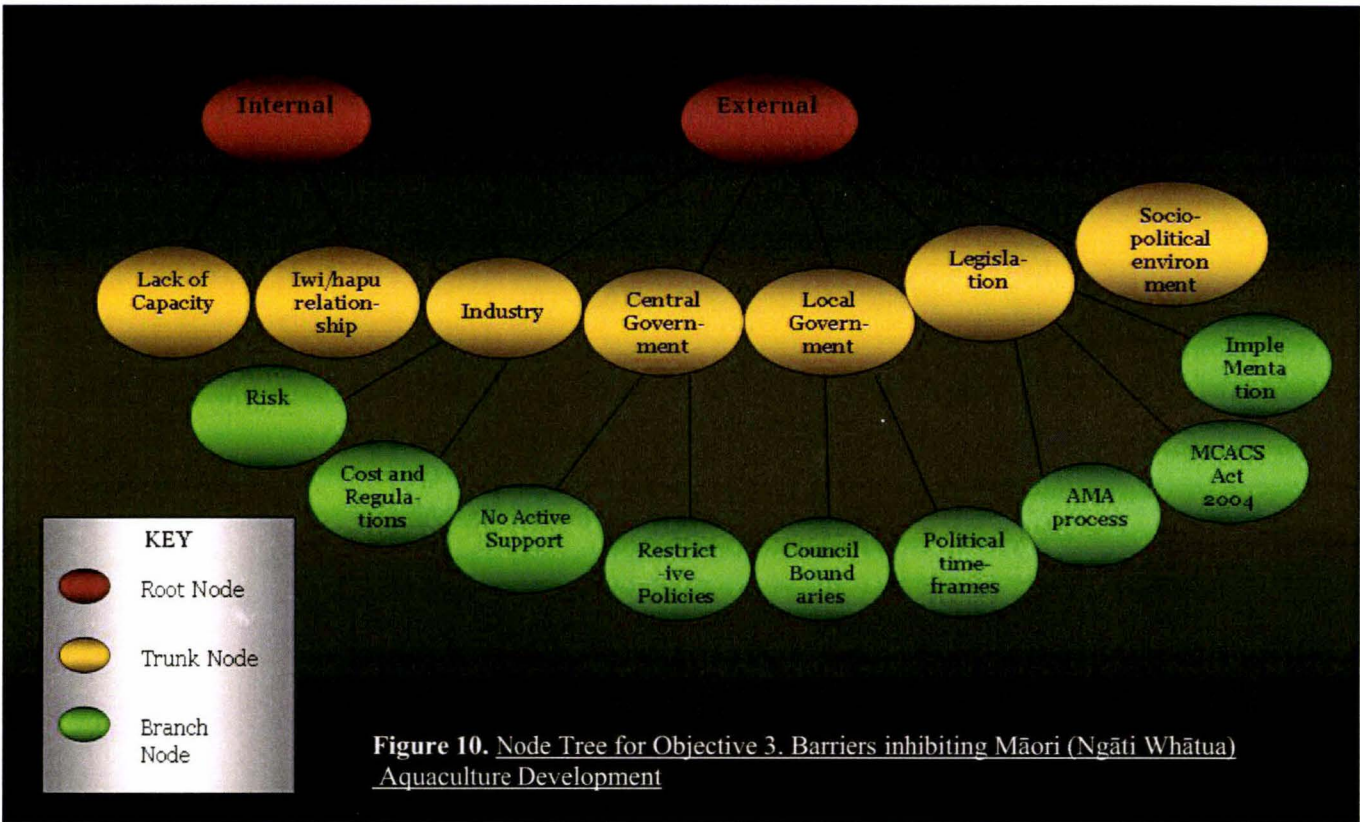 Internal
External
Lack of
Capacity
Iwi/hapu
relation-
ship
Industry
Central
Govern-
ment
Local
Govern-
ment
Legisla-
tion
Socio-
political
environ
ment
Risk
Cost and
Regula-
tions
No Active
Support
Restrict
-ive
Policies
Council
Bound
aries
Political
time-
frames
AMA
process
MCACS
Act
2004
Imple
Menta
tion
KEY
Root Node
Trunk Node
Branch
Node
Figure 10. Node Tree for Objective 3. Barriers inhibiting Māori (Ngāti Whātua)
Aquaculture Development